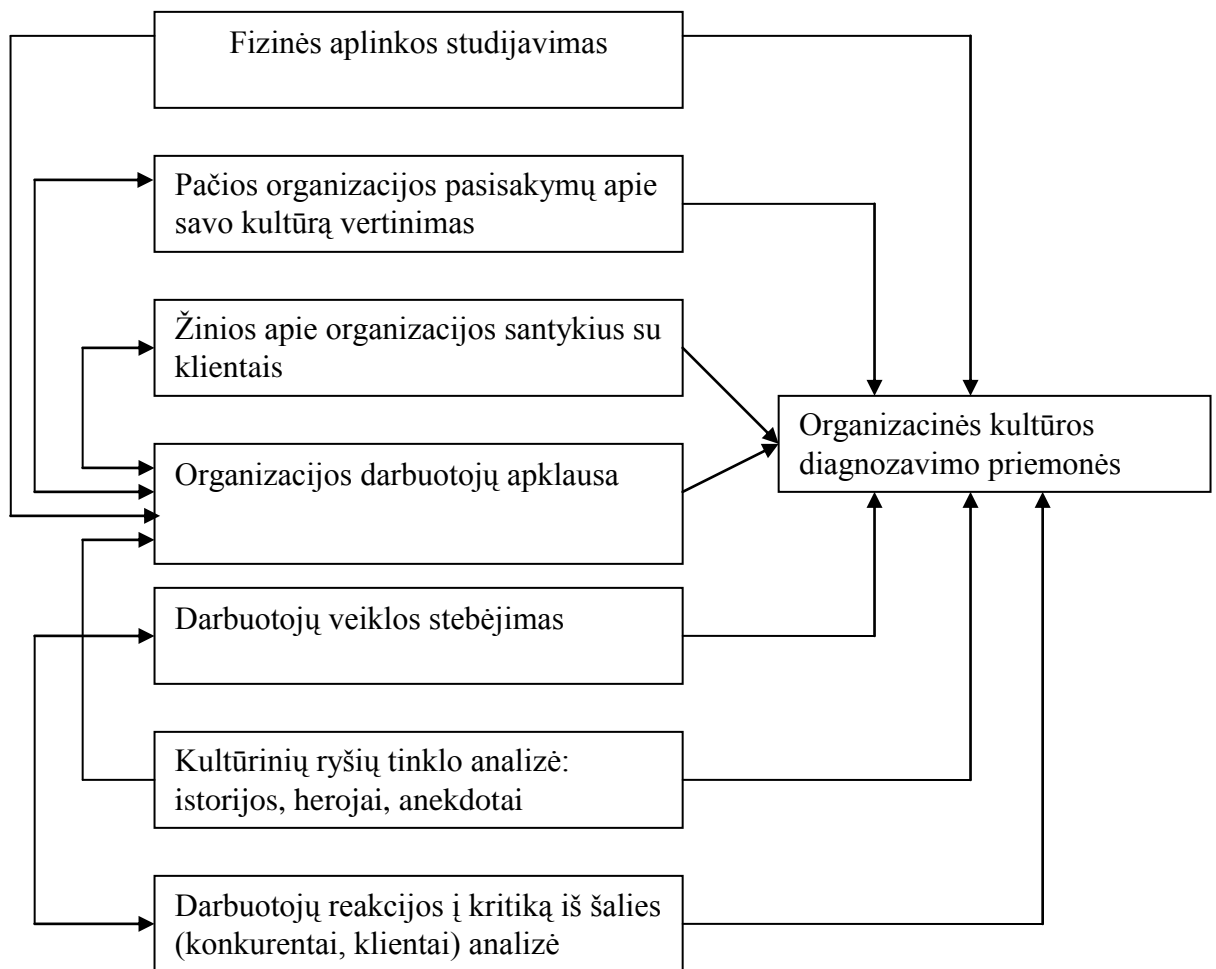 Fizinės aplinkos studijavimas
Pačios organizacijos pasisakymų apie
savo kultūrą vertinimas
Žinios apie organizacijos santykius su
klientais
Organizacinės kultūros
diagnozavimo priemonės
Organizacijos darbuotojų apklausa
Darbuotojų veiklos stebėjimas
Kultūrinių ryšių tinklo analizė:
istorijos, herojai, anekdotai
Darbuotojų reakcijos į kritiką iš šalies
(konkurentai, klientai) analizė